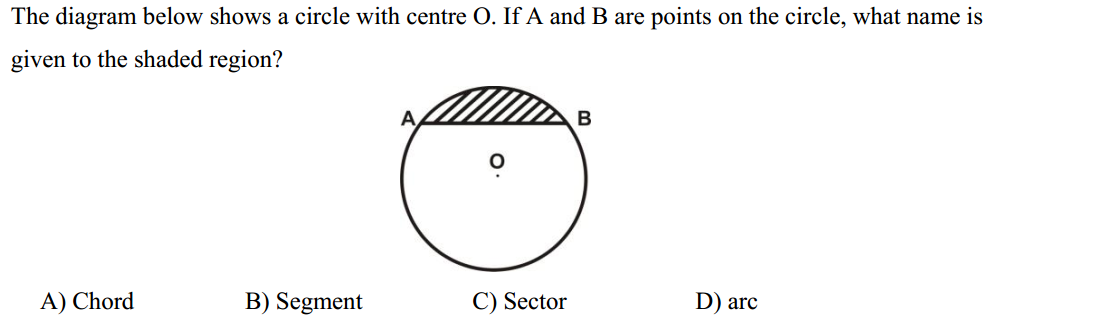 The diagram below shows a circle with centre O. If A and B are points on the circle, what name is
given to the shaded region?
A B
O
A) Chord B) Segment C) Sector D) arc